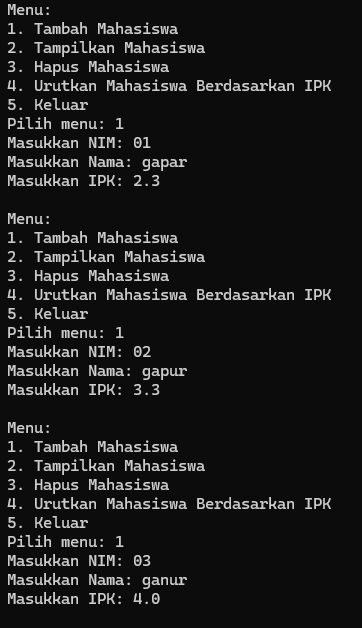 Menu:
1. Tambah Mahasiswa
2. Tampilkan Mahasiswa
3. Hapus Mahasiswa
4. Urutkan Mahasiswa Berdasarkan IPK
5. Keluar
Pilih menu: 1
Masukkan NIM: 01
Masukkan Nama: gapar
Masukkan IPK: 2.3
Menu:
1. Tambah Mahasiswa
2. Tampilkan Mahasiswa
3. Hapus Mahasiswa
4. Urutkan Mahasiswa Berdasarkan IPK
5. Keluar
Pilih menu: 1
Masukkan NIM: 02
Masukkan Nama: gapur
Masukkan IPK: 3.3
Menu:
1. Tambah Mahasiswa
2. Tampilkan Mahasiswa
3. Hapus Mahasiswa
4. Urutkan Mahasiswa Berdasarkan IPK
5. Keluar
Pilih menu: 1
Masukkan NIM: 03
Masukkan Nama: ganur
Masukkan IPK: 4.0